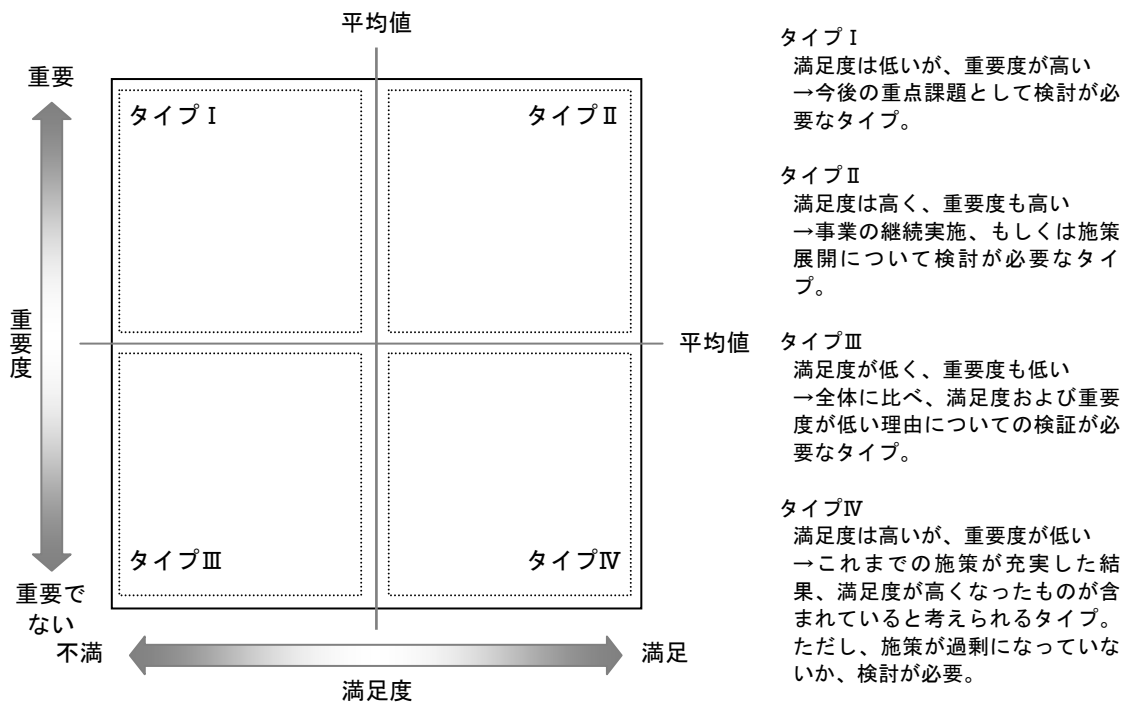 平均値
重要
タイプⅠ
タイプⅡ
重要度
平均値
タイプⅢ
タイプⅣ
重要で
ない
不満
満足
満足度
タイプⅠ
満足度は低いが、重要度が高い
→今後の重点課題として検討が必
要なタイプ。
タイプⅡ
満足度は高く、重要度も高い
→事業の継続実施、もしくは施策
展開について検討が必要なタイ
プ。
タイプⅢ
満足度が低く、重要度も低い
→全体に比べ、満足度および重要
度が低い理由についての検証が必
要なタイプ。
タイプⅣ
満足度は高いが、重要度が低い
→これまでの施策が充実した結
果、満足度が高くなったものが含
まれていると考えられるタイプ。
ただし、施策が過剰になっていな
いか、検討が必要。